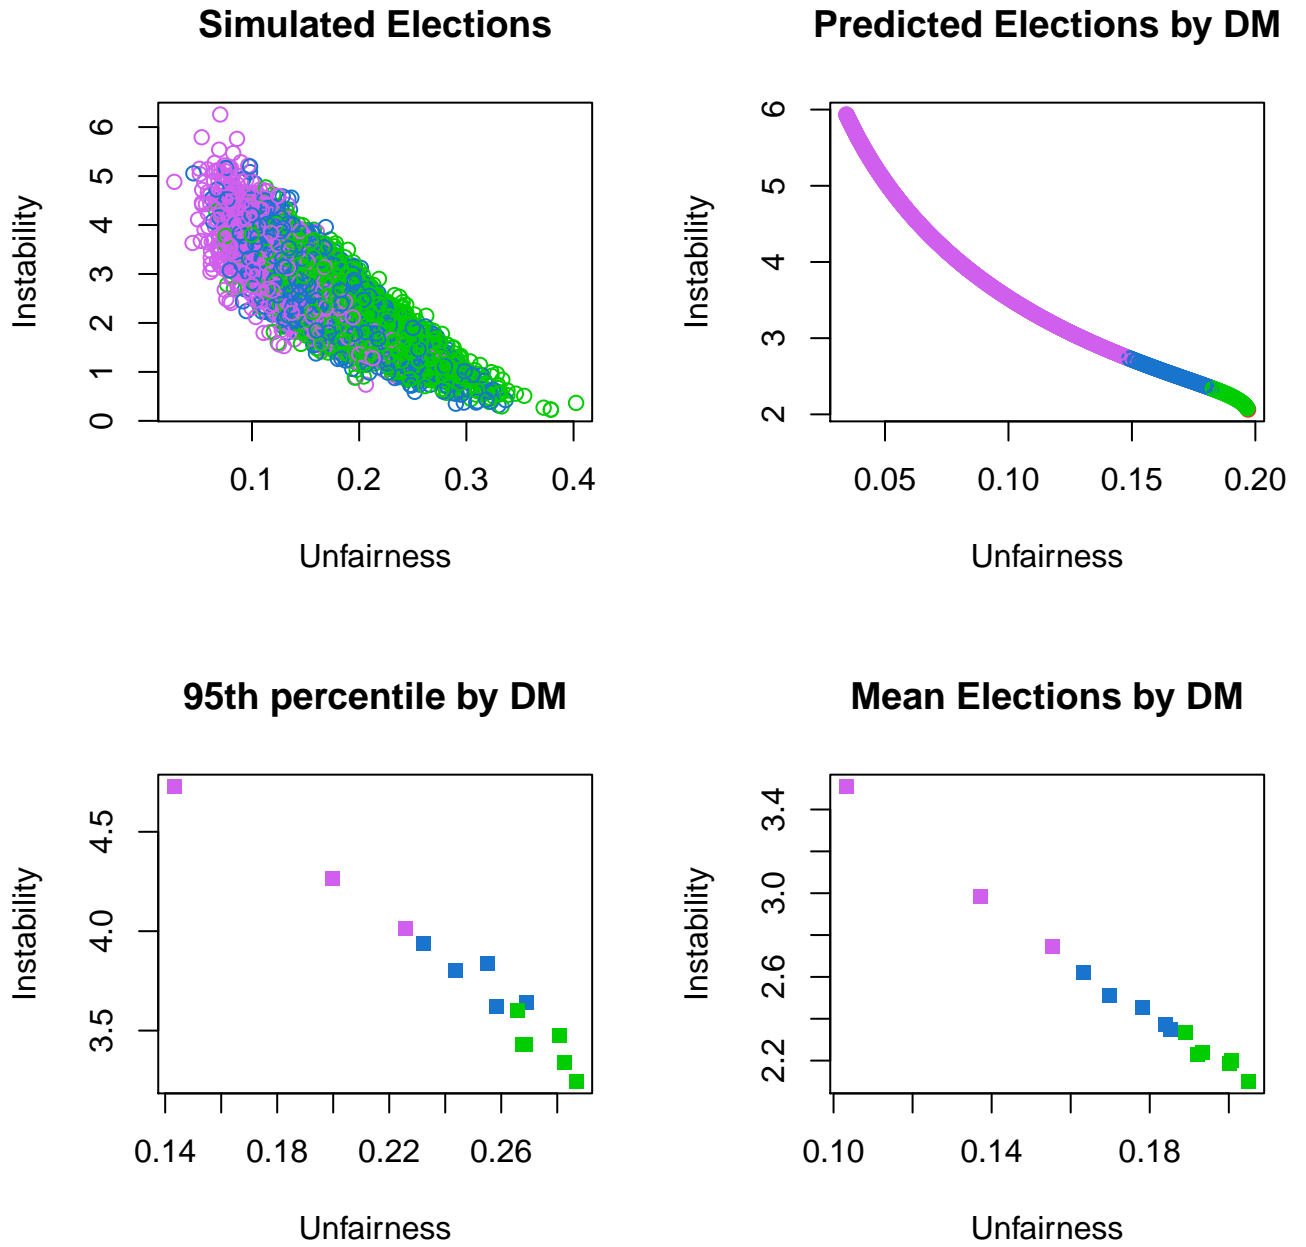 Simulated Elections
Instability
6
5
4
3
2
1
0
0.1 0.2 0.3 0.4
Unfairness
Predicted Elections by DM
Instability
6
5
4
3
2
0.05 0.10 0.15 0.20
Unfairness
95th percentile by DM
Instability
4.5
4.0
3.5
0.14 0.18 0.22 0.26
Unfairness
Mean Elections by DM
Instability
3.4
3.0
2.6
2.2
0.10 0.14 0.18
Unfairness